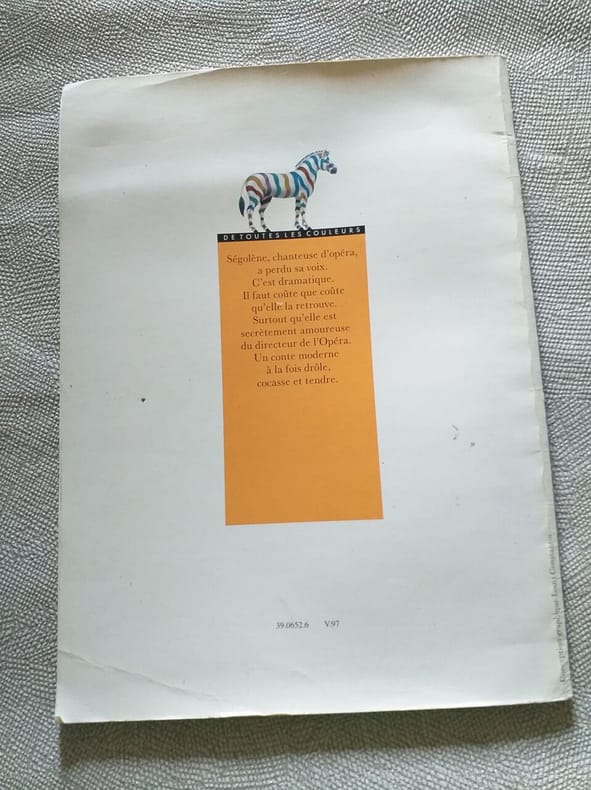 DE TOUTES LES COULEURS
Ségolène, chanteuse d'opéra,
a perdu sa voix.
C'est dramatique.
Il faut coûte que coûte
qu'elle la retrouve.
Surtout qu'elle est
secrètement amoureuse
du directeur de l'Opéra.
Un conte moderne
à la fois drôle,
cocasse et tendre.
39.0652.6 V.97